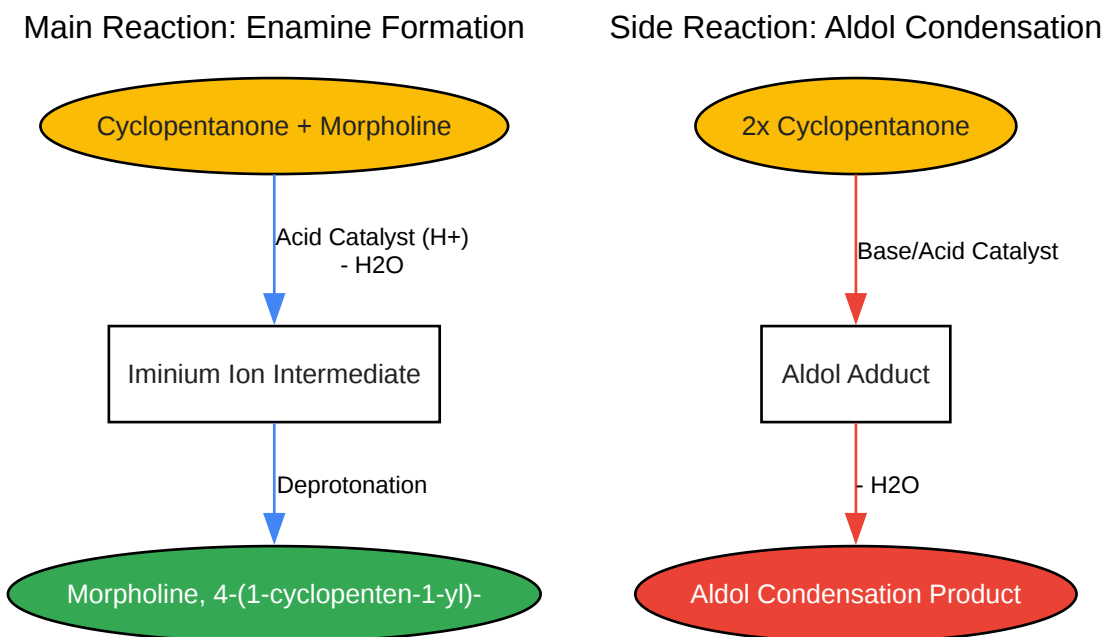 Main Reaction: Enamine Formation
Cyclopentanone + Morpholine
Acid Catalyst (H+)
- H2O
Iminium Ion Intermediate
Deprotonation
Morpholine, 4-(1-cyclopenten-1-yl)-
Side Reaction: Aldol Condensation
2x Cyclopentanone
Base/Acid Catalyst
Aldol Adduct
- H2O
Aldol Condensation Product